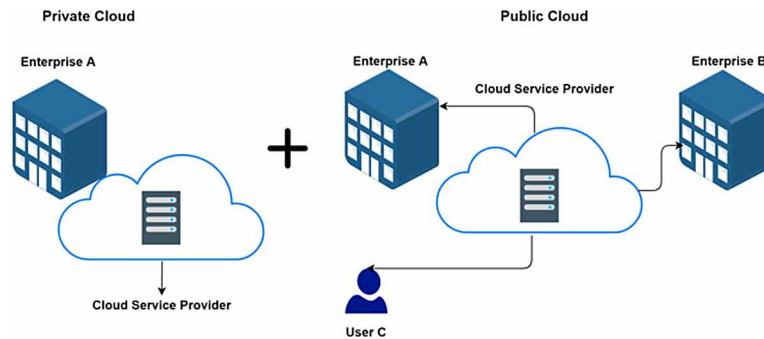 Private Cloud
Public Cloud
Enterprise A
Enterprise A
Enterprise B
Cloud Service Provider
Cloud Service Provider
User C